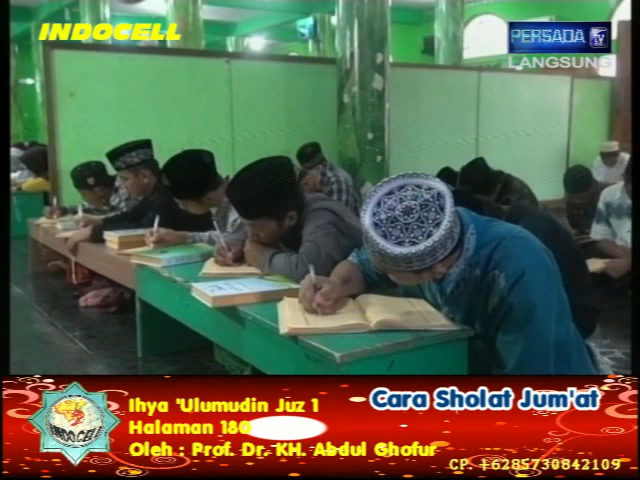 INDOCELL
PERSADA tv
LANGSUNG
Ihya 'Ulumudin Juz 1
Cara Sholat Jum'at
Halaman 180
Oleh : Prof. Dr. KH. Abdul Ghofur
INDOCELL
CP. +6285730842109